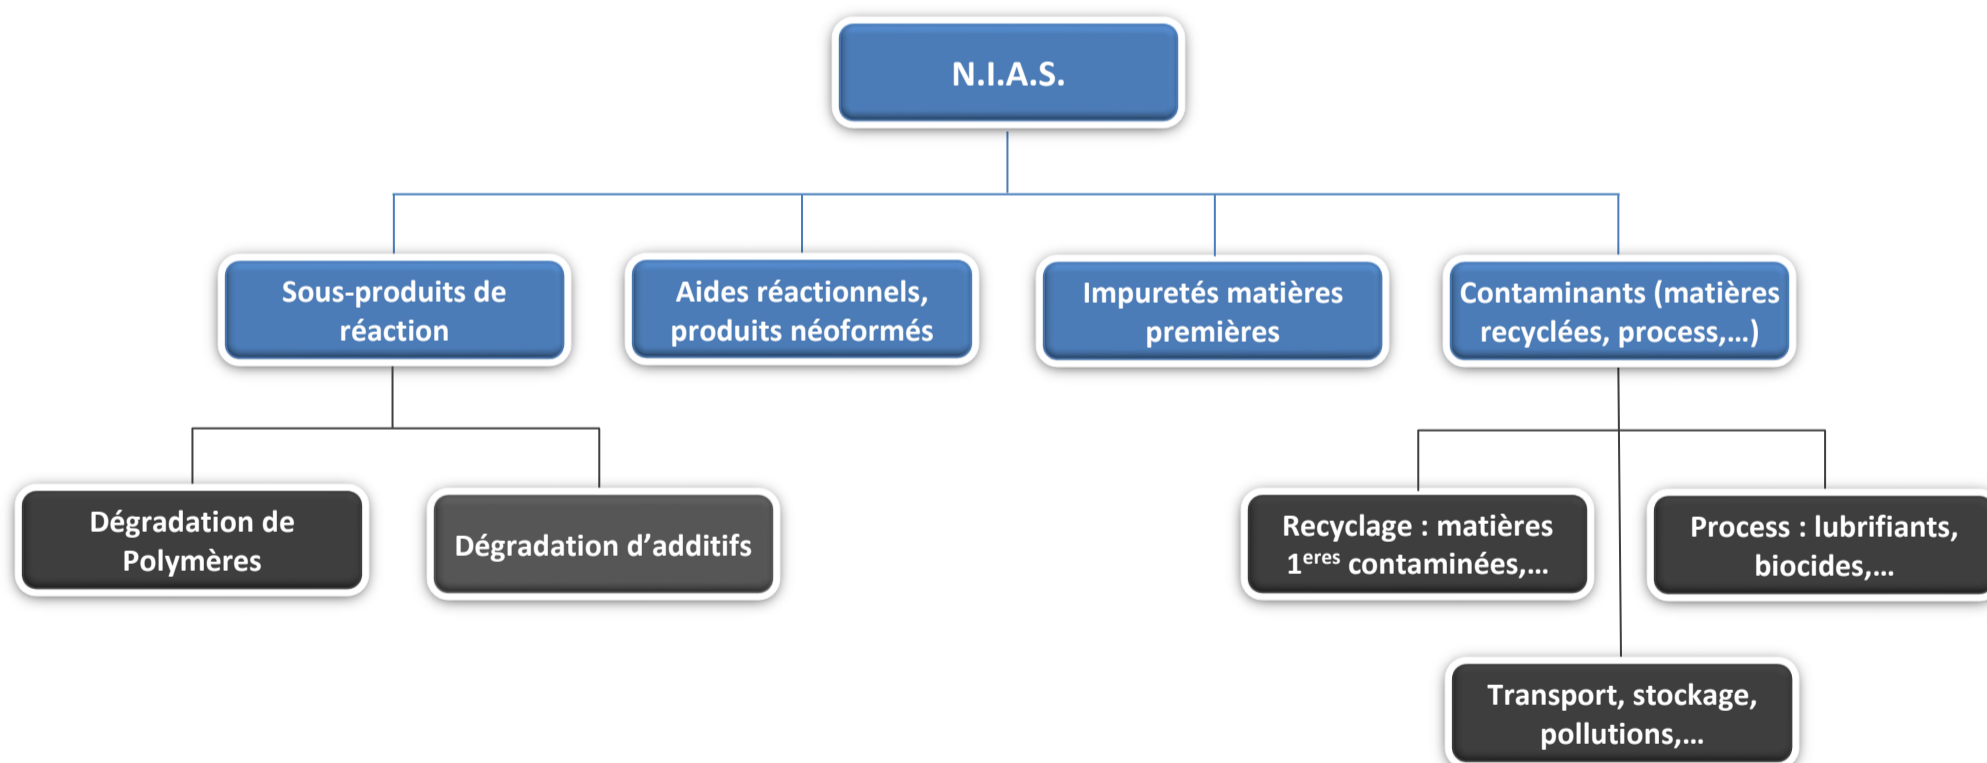 N.I.A.S.
Sous-produits de
réaction
Aides réactionnels,
produits néoformés
Impuretés matières
premières
Contaminants (matières
recyclées, process,...)
Dégradation de
Polymères
Dégradation d’additifs
Recyclage : matières
1eres contaminées,...
Process : lubrifiants,
biocides,...
Transport, stockage,
pollutions,...